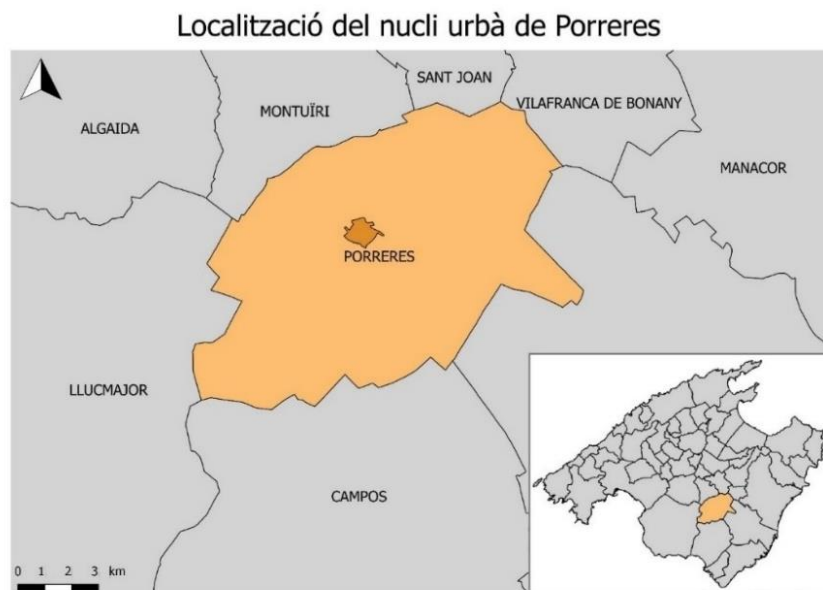 Localització del nucli urbà de Porreres
SANT JOAN
MONTUÏRI
VILAFRANCA DE BONANY
ALGAIDA
MANACOR
PORRERES
LLUCMAJOR
CAMPOS
0 1 2 3 km